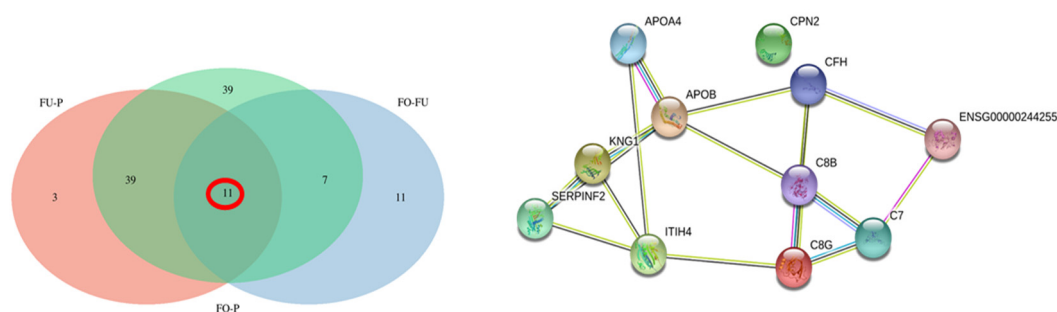 FU-P
39
FO-FU
3
39
11
7
11
FO-P
APOA4
CPN2
CFH
APOB
ENSG00000244255
KNG1
C8B
SERPINF2
C7
ITIH4
C8G